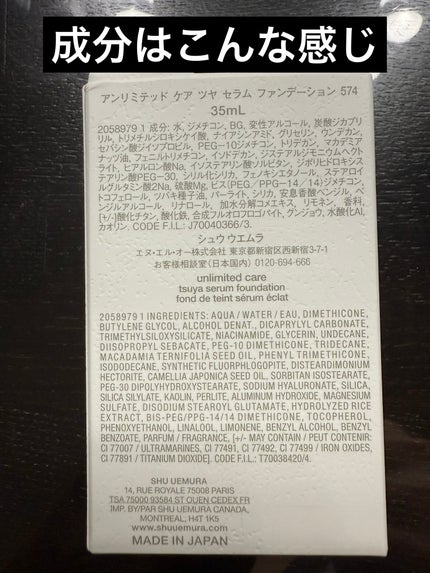 成分はこんな感じ
アンリミテッド ケア ツヤ セラム ファンデーション 574
35mL
2058979 1 成分: 水, ジメチコン, BG, 変性アルコール, 炭酸ジカプリ
リル, トリメチルシロキシケイ酸, ナイアシンアミド, グリセリン, ウンデカン,
セバシン酸ジイソプロピル, PEG-10ジメチコン, トリデカン, マカデミア
ナッツ油, フェニルトリメチコン, イソドデカン, ジステアルジモニウムヘクト
ライト, ヒアルロン酸Na, イソステアリン酸ソルビタン, ジポリヒドロキシス
テアリン酸PEG-30, シリル化シリカ, フェノキシエタノール, ステアロイ
ルグルタミン酸2Na, 硫酸Mg, ビス(PEG/PPG-14/14)ジメチコン,
トコフェロール, ツバキ種子油, パーライト, シリカ, 安息香酸ベンジル, ベ
ンジルアルコール, リナロール, 加水分解コメエキス, リモネン, 香料,
[+/-]酸化チタン, 酸化鉄, 合成フルオロフロゴパイト, グンジョウ, 水酸化Al,
カオリン. CODE F.I.L.: J70040366/3.
シュウ ウエムラ
エヌ・エル・オー株式会社 東京都新宿区西新宿3-7-1
お客様相談室(日本国内) 0120-694-666
unlimited care
tsuya serum foundation
fond de teint sérum éclat
2058979 1 INGREDIENTS: AQUA / WATER / EAU, DIMETHICONE,
BUTYLENE GLYCOL, ALCOHOL DENAT., DICAPRYLYL CARBONATE,
TRIMETHYLSILOXYSILICATE, NIACINAMIDE, GLYCERIN, UNDECANE,
DIISOPROPYL SEBACATE, PEG-10 DIMETHICONE, TRIDECANE,
MACADAMIA TERNIFOLIA SEED OIL, PHENYL TRIMETHICONE,
ISODODECANE, SYNTHETIC FLUORPHLOGOPITE, DISTEARDIMONIUM
HECTORITE, CAMELLIA JAPONICA SEED OIL, SORBITAN ISOSTEARATE,
PEG-30 DIPOLYHYDROXYSTEARATE, SODIUM HYALURONATE, SILICA,
SILICA SILYLATE, KAOLIN, PERLITE, ALUMINUM HYDROXIDE, MAGNESIUM
SULFATE, DISODIUM STEAROYL GLUTAMATE, HYDROLYZED RICE
EXTRACT, BIS-PEG/PPG-14/14 DIMETHICONE, TOCOPHEROL,
PHENOXYETHANOL, LINALOOL, LIMONENE, BENZYL ALCOHOL, BENZYL
BENZOATE, PARFUM / FRAGRANCE, [+/- MAY CONTAIN / PEUT CONTENIR:
CI 77007 / ULTRAMARINES, CI 77491, CI 77492, CI 77499 / IRON OXIDES,
CI 77891 / TITANIUM DIOXIDE]. CODE F.I.L.: T70038420/4.
SHU UEMURA
14, RUE ROYALE 75008 PARIS
TSA 75000 93584 ST OUEN CEDEX FR
IMP. BY/PAR SHU UEMURA CANADA,
MONTREAL, H4T 1K5
www.shuuemura.com
MADE IN JAPAN